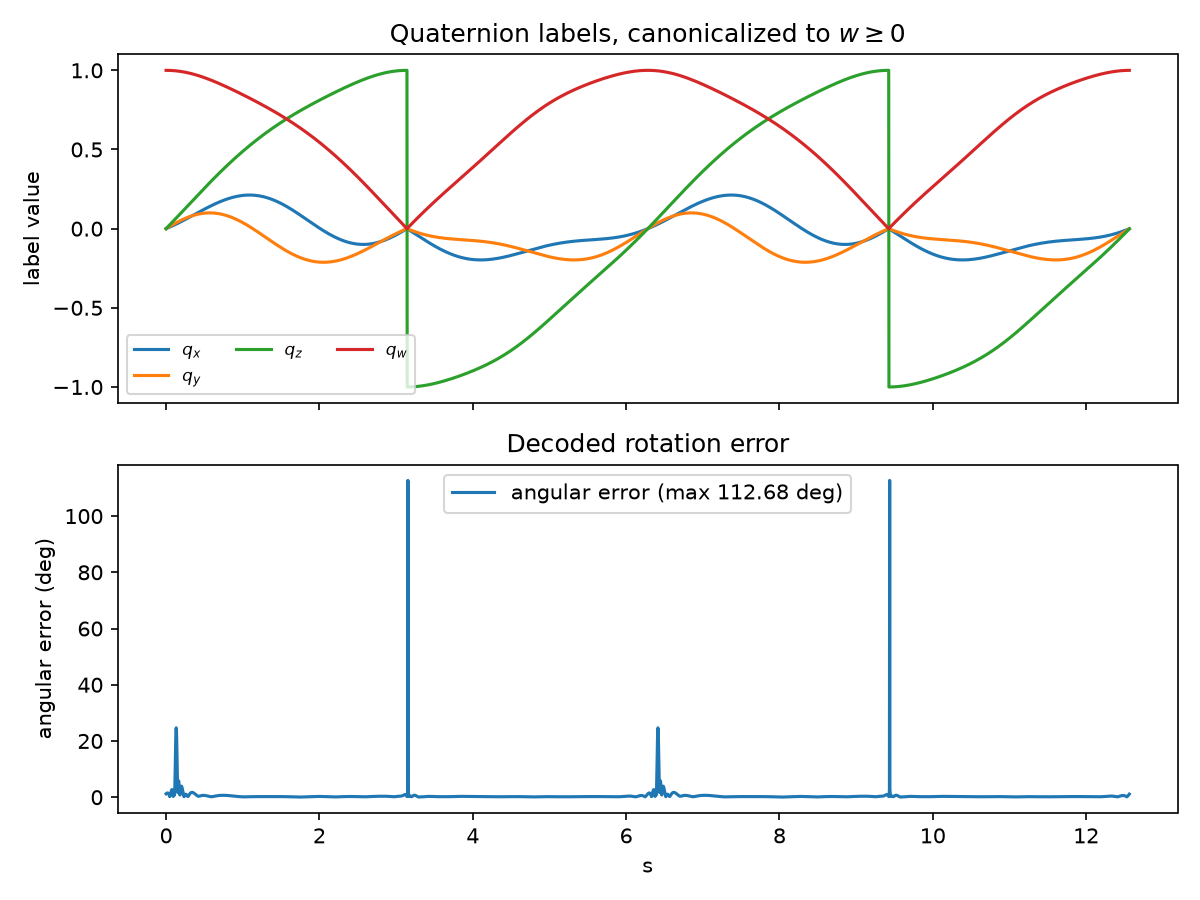 Quaternion labels, canonicalized to w ≥ 0
label value
1.0
0.5
0.0
−0.5
−1.0
q_x q_z q_w
q_y
Decoded rotation error
angular error (deg)
angular error (max 112.68 deg)
100
80
60
40
20
0
0 2 4 6 8 10 12
s